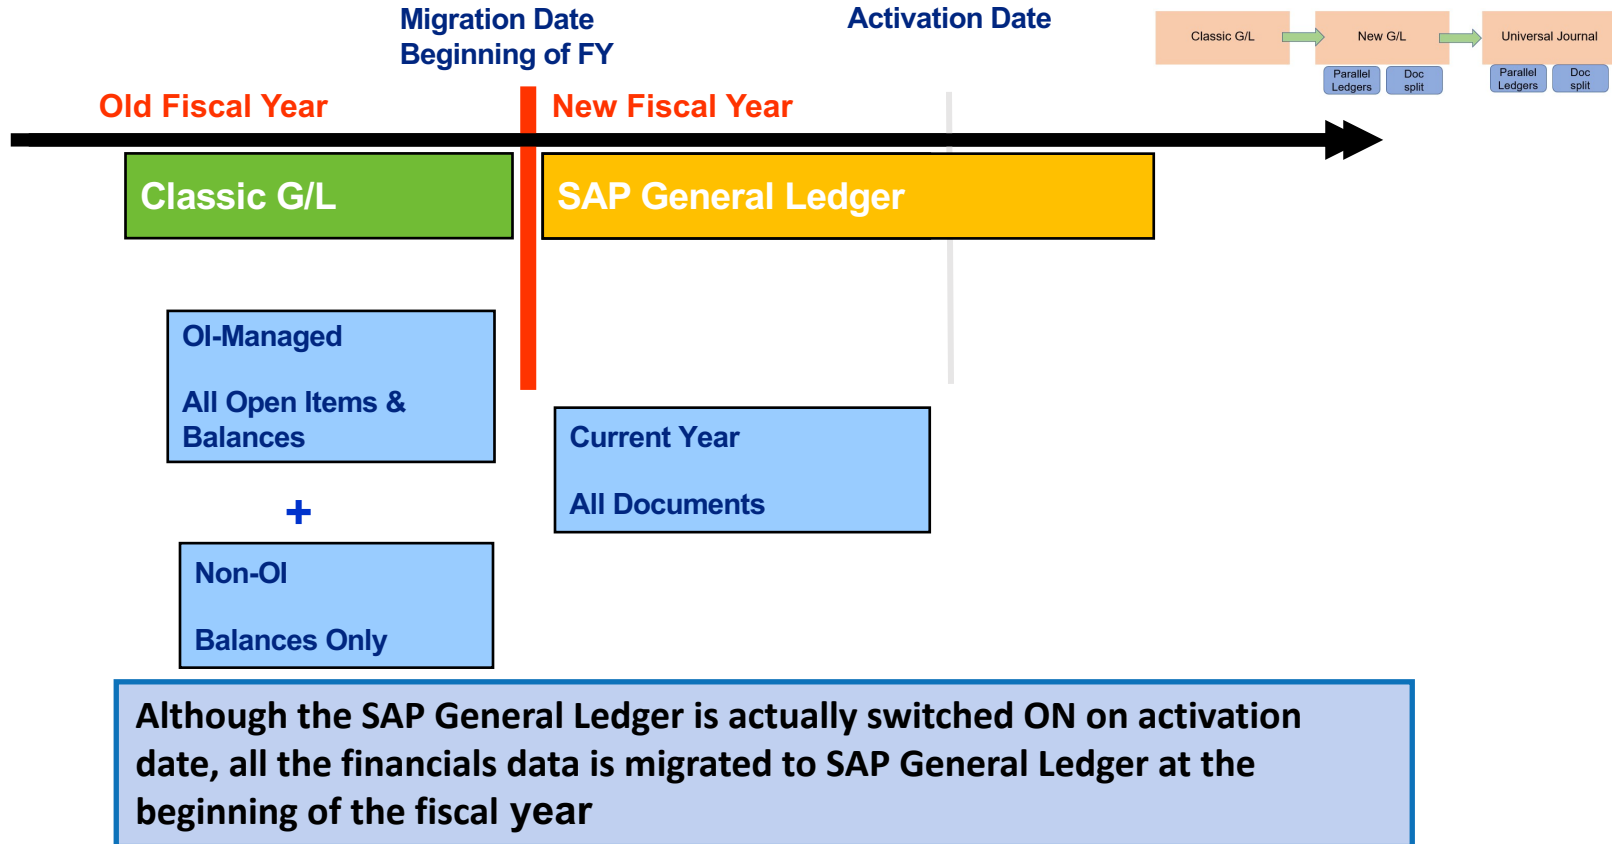 Migration Date
Beginning of FY
Activation Date
Classic G/L
New G/L
Universal Journal
Parallel
Ledgers
Doc
split
Parallel
Ledgers
Doc
split
Old Fiscal Year
New Fiscal Year
Classic G/L
SAP General Ledger
OI-Managed
All Open Items &
Balances
+
Non-OI
Balances Only
Current Year
All Documents
Although the SAP General Ledger is actually switched ON on activation
date, all the financials data is migrated to SAP General Ledger at the
beginning of the fiscal year